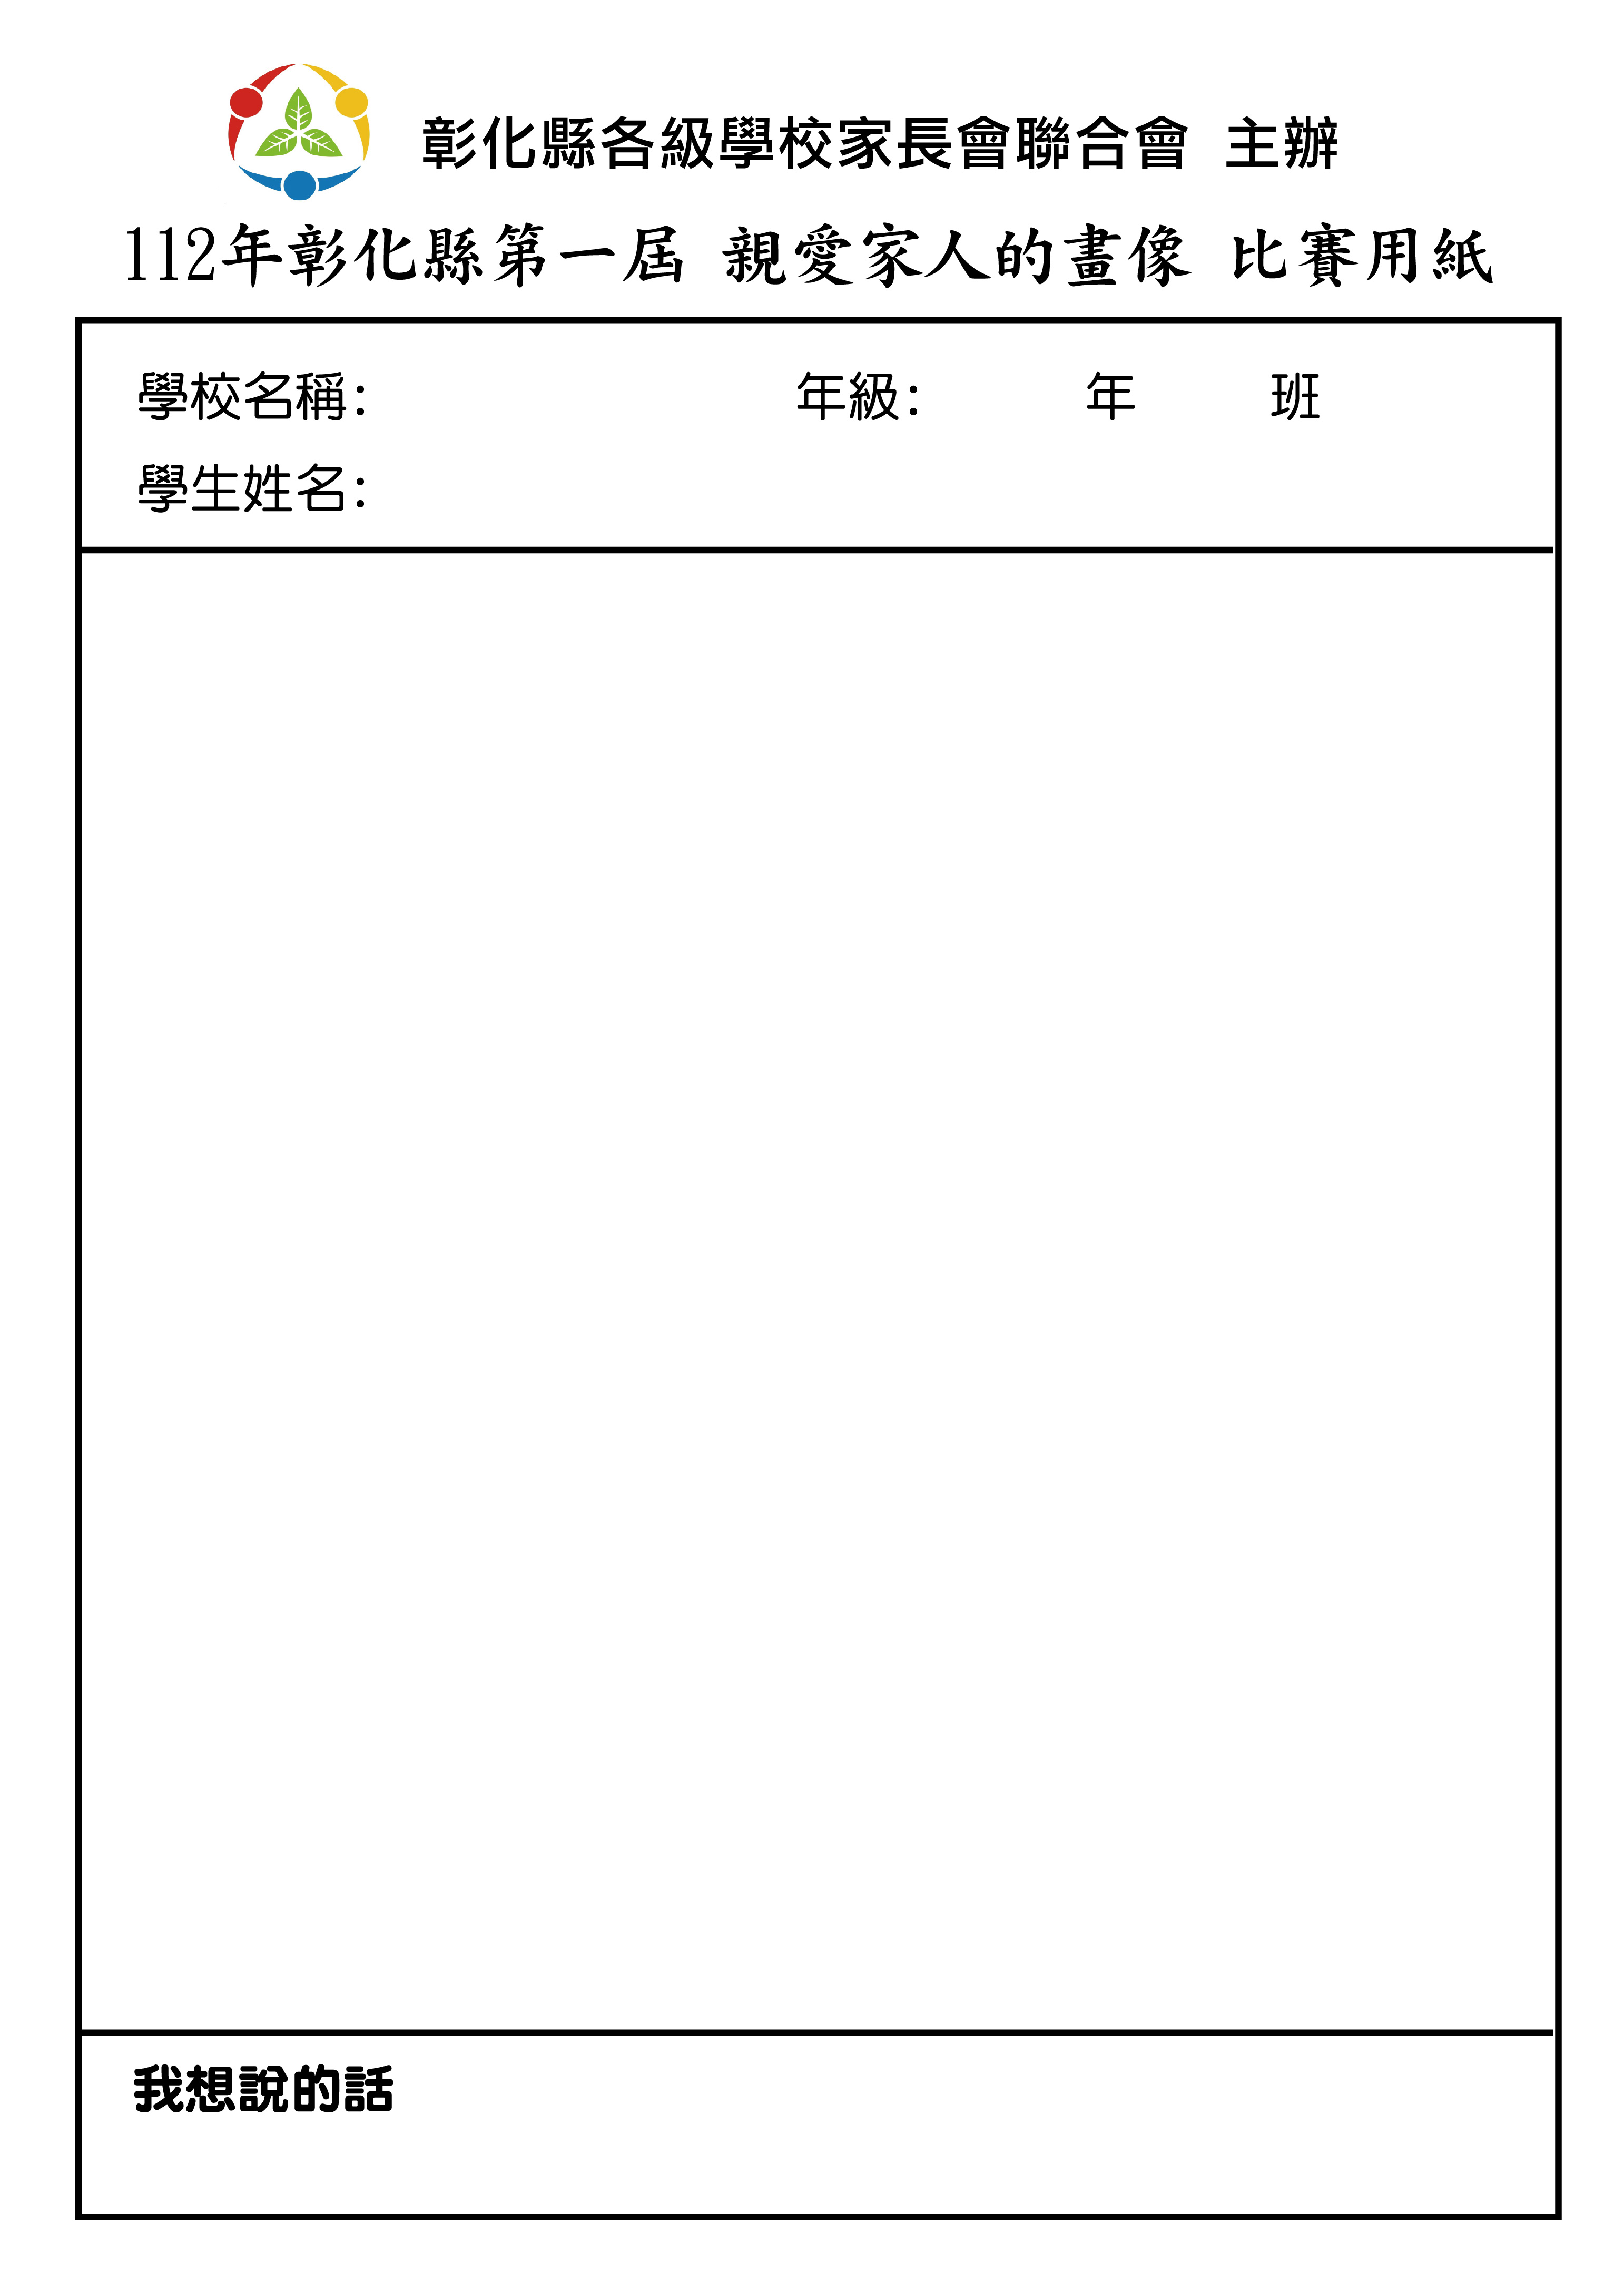 彰化縣各級學校家長會聯合會 主辦
112年彰化縣第一屆 親愛家人的畫像 比賽用紙
學校名稱: 年級: 年 班
學生姓名:
我想說的話